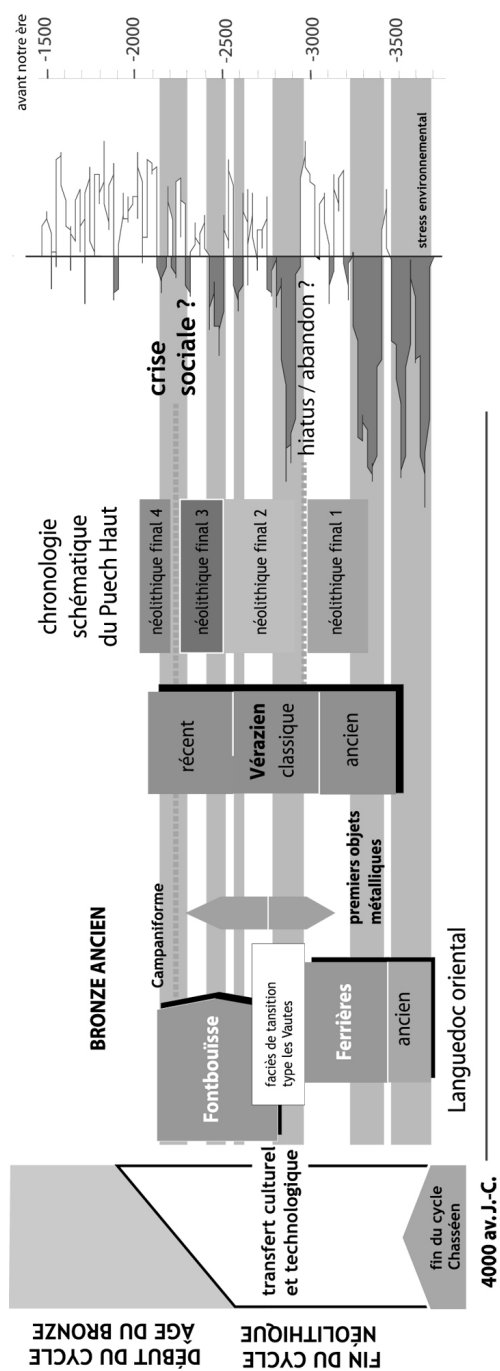 avant notre ère
-1500
-2000
-2500
-3000
-3500
stress environnemental
crise
sociale ?
hiatus / abandon ?
chronologie
schématique
du Puech Haut
néolithique final 4
néolithique final 3
néolithique final 2
néolithique final 1
récent
Vérazien
classique
ancien
BRONZE ANCIEN
Campaniforme
premiers objets
métalliques
Fontbouïsse
faciès de tansition
type les Vautes
Ferrières
ancien
Languedoc oriental
transfert culturel
et technologique
fin du cycle
Chasséen
4000 av.J.-C.
DÉBUT DU CYCLE
ÂGE DU BRONZE
FIN DU CYCLE
NÉOLITHIQUE